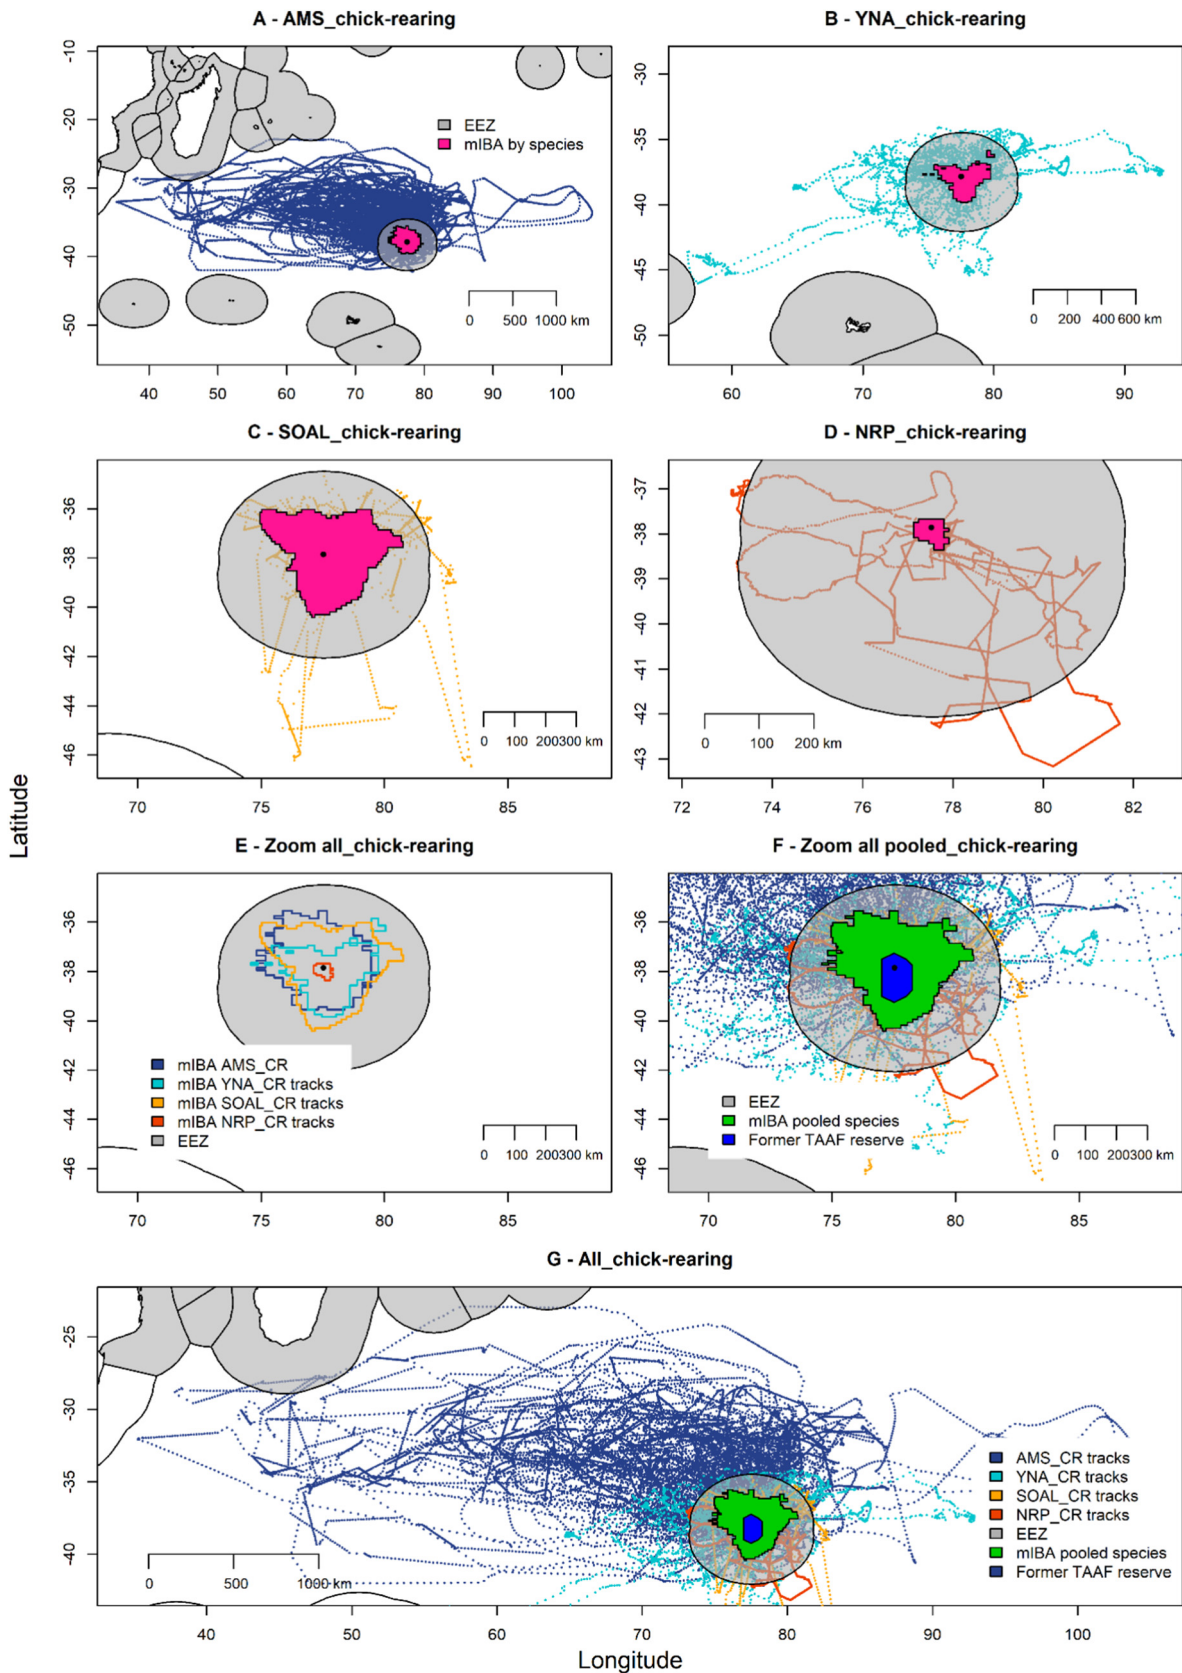 A - AMS_chick-rearing
-10
-20
-30
-40
-50
EEZ
mIBA by species
0 500 1000 km
40 50 60 70 80 90 100
B - YNA_chick-rearing
-30
-35
-40
-45
-50
0 200 400 600 km
60 70 80 90
C - SOAL_chick-rearing
-36
-38
-40
-42
-44
-46
0 100 200300 km
70 75 80 85
D - NRP_chick-rearing
-37
-38
-39
-40
-41
-42
-43
0 100 200 km
72 74 76 78 80 82
Latitude
E - Zoom all_chick-rearing
-36
-38
-40
-42
-44
-46
mIBA AMS_CR
mIBA YNA_CR tracks
mIBA SOAL_CR tracks
mIBA NRP_CR tracks
EEZ
0 100 200300 km
70 75 80 85
F - Zoom all pooled_chick-rearing
-36
-38
-40
-42
-44
-46
EEZ
mIBA pooled species
Former TAAF reserve
0 100 200300 km
70 75 80 85
G - All_chick-rearing
-25
-30
-35
-40
0 500 1000 km
AMS_CR tracks
YNA_CR tracks
SOAL_CR tracks
NRP_CR tracks
EEZ
mIBA pooled species
Former TAAF reserve
40 50 60 70 80 90 100
Longitude